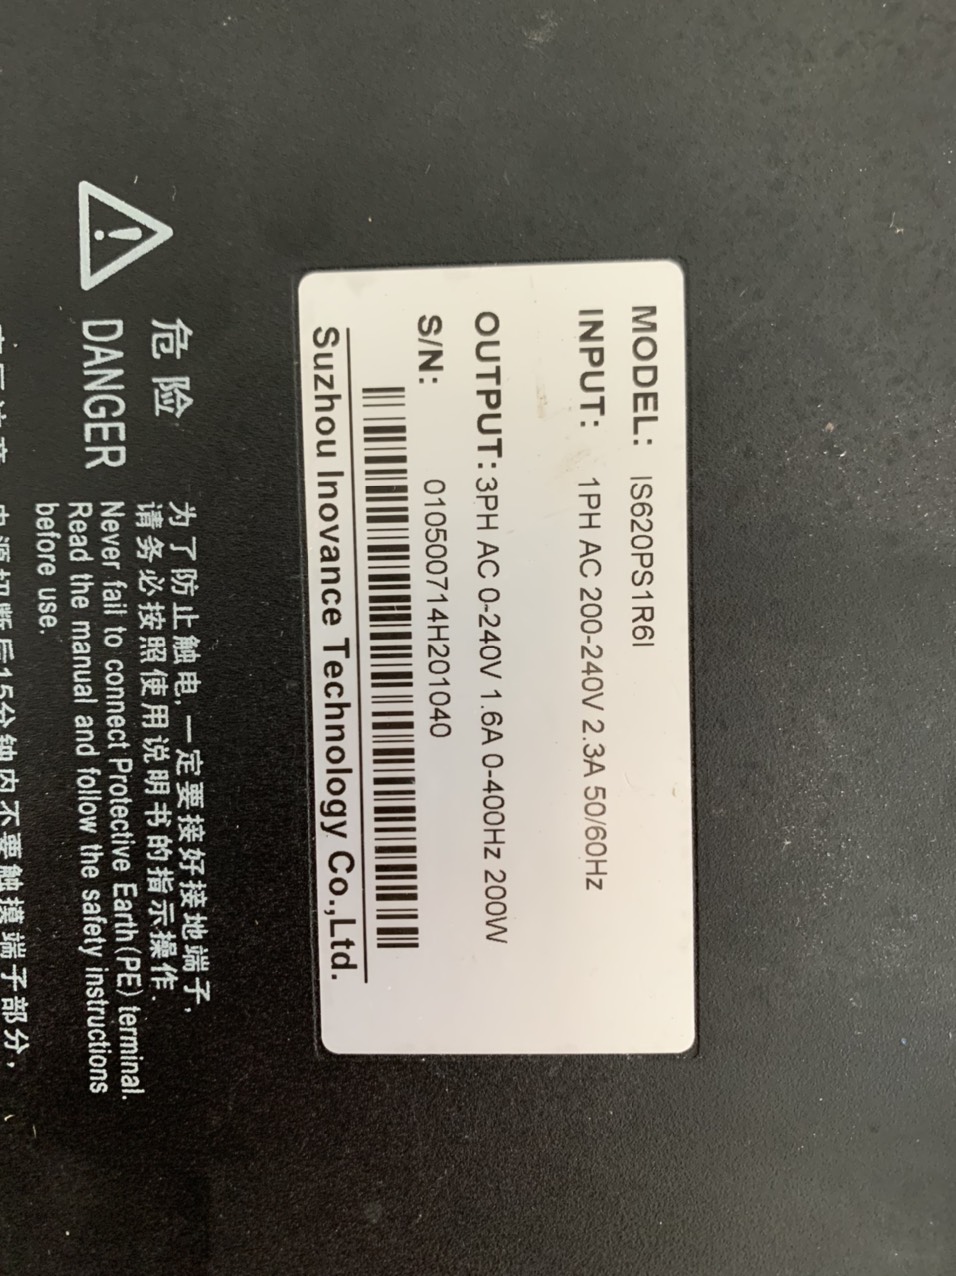 MODEL: IS620PS1R6I
INPUT: 1PH AC 200-240V 2.3A 50/60Hz
OUTPUT: 3PH AC 0-240V 1.6A 0-400Hz 200W
S/N: 010500714H201040
Suzhou Inovance Technology Co.,Ltd.
危险
DANGER
为了防止触电,一定要接好接地端子,
请务必按照使用说明书的指示操作.
Never fail to connect Protective Earth(PE) terminal.
Read the manual and follow the safety instructions
before use.
电源切断后15分钟内不要触摸端子部分,